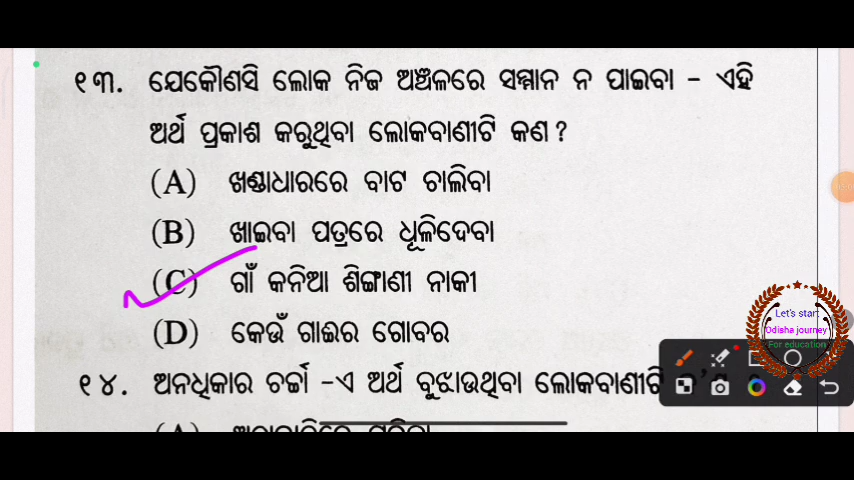 ୧୩. ଯେକୌଣସି ଲୋକ ନିଜ ଅଞ୍ଚଳରେ ସମ୍ମାନ ନ ପାଇବା – ଏହି
ଅର୍ଥ ପ୍ରକାଶ କରୁଥିବା ଲୋକବାଣୀଟି କଣ ?
(A) ଖଣ୍ଡାଧାରରେ ବାଟ ଚାଲିବା
(B) ଖାଇବା ପତ୍ରରେ ଧୂଳିଦେବା
(C) ଗାଁ କନିଆ ଶିଙ୍ଘାଣୀ ନାକୀ
(D) କେଉଁ ଗାଈର ଗୋବର
Let's start
Odisha journey
For education
୧୪. ଅନଧିକାର ଚର୍ଚ୍ଚା –ଏ ଅର୍ଥ ବୁଝାଉଥିବା ଲୋକବାଣୀଟି
(A)